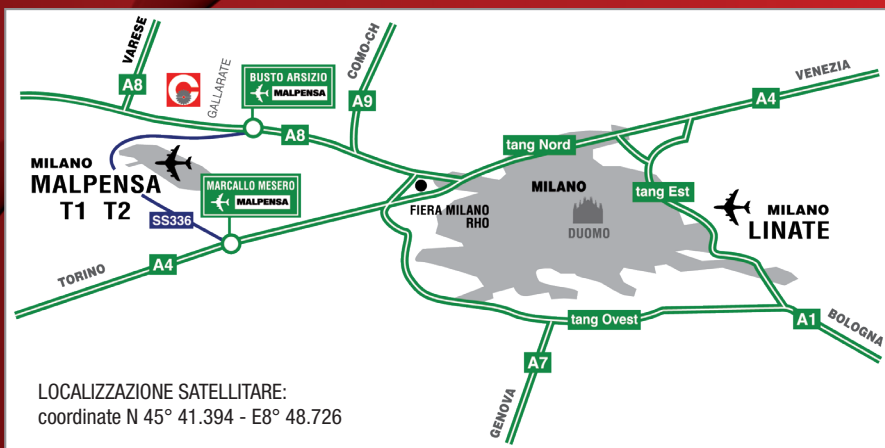 VARESE
COMO-CH
VENEZIA
A8
GALLARATE
BUSTO ARSIZIO
MALPENSA
A9
A4
A8
tang Nord
MILANO
MALPENSA
T1 T2
MARCALLO MESERO
MALPENSA
SS336
FIERA MILANO
RHO
MILANO
DUOMO
tang Est
MILANO
LINATE
TORINO
A4
tang Ovest
A1
BOLOGNA
A7
GENOVA
LOCALIZZAZIONE SATELLITARE:
coordinate N 45° 41.394 - E8° 48.726